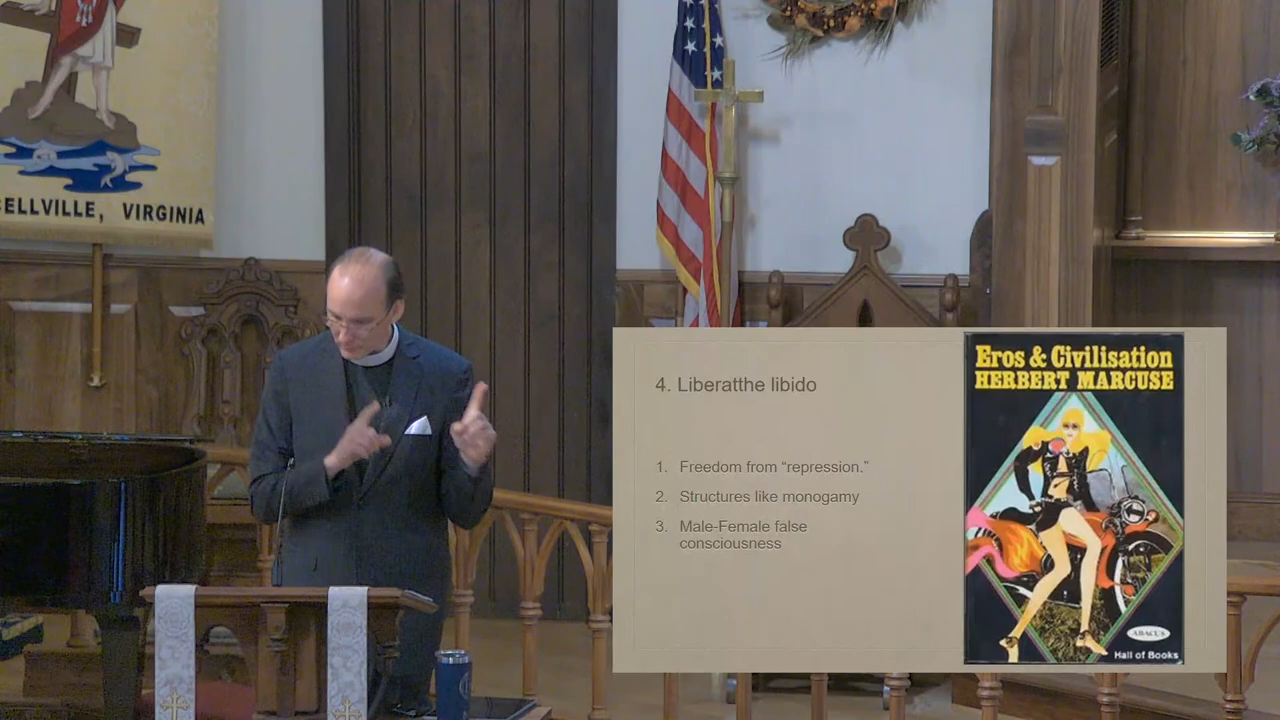 CELLVILLE, VIRGINIA
4. Liberatthe libido
1. Freedom from “repression.”
2. Structures like monogamy
3. Male-Female false
consciousness
Eros & Civilisation
HERBERT MARCUSE
ABACUS
Hall of Books